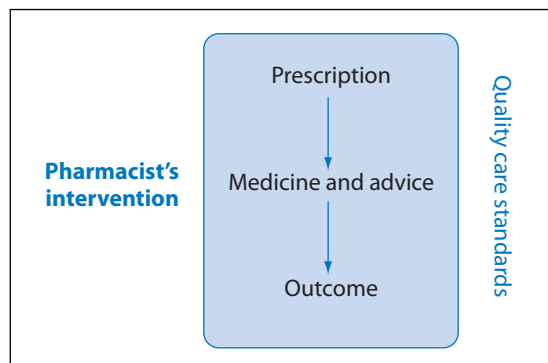 Prescription
Pharmacist's
intervention
Medicine and advice
Outcome
Quality care standards